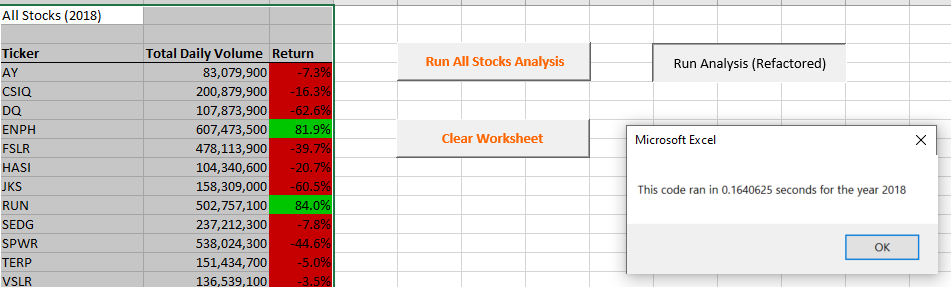 All Stocks (2018)
Ticker Total Daily Volume Return
AY 83,079,900 -7.3%
CSIQ 200,879,900 -16.3%
DQ 107,873,900 -62.6%
ENPH 607,473,500 81.9%
FSLR 478,113,900 -39.7%
HASI 104,340,600 -20.7%
JKS 158,309,000 -60.5%
RUN 502,757,100 84.0%
SEDG 237,212,300 -7.8%
SPWR 538,024,300 -44.6%
TERP 151,434,700 -5.0%
VSLR 136,539,100 -3.5%
Run All Stocks Analysis
Run Analysis (Refactored)
Clear Worksheet
Microsoft Excel
This code ran in 0.1640625 seconds for the year 2018
OK